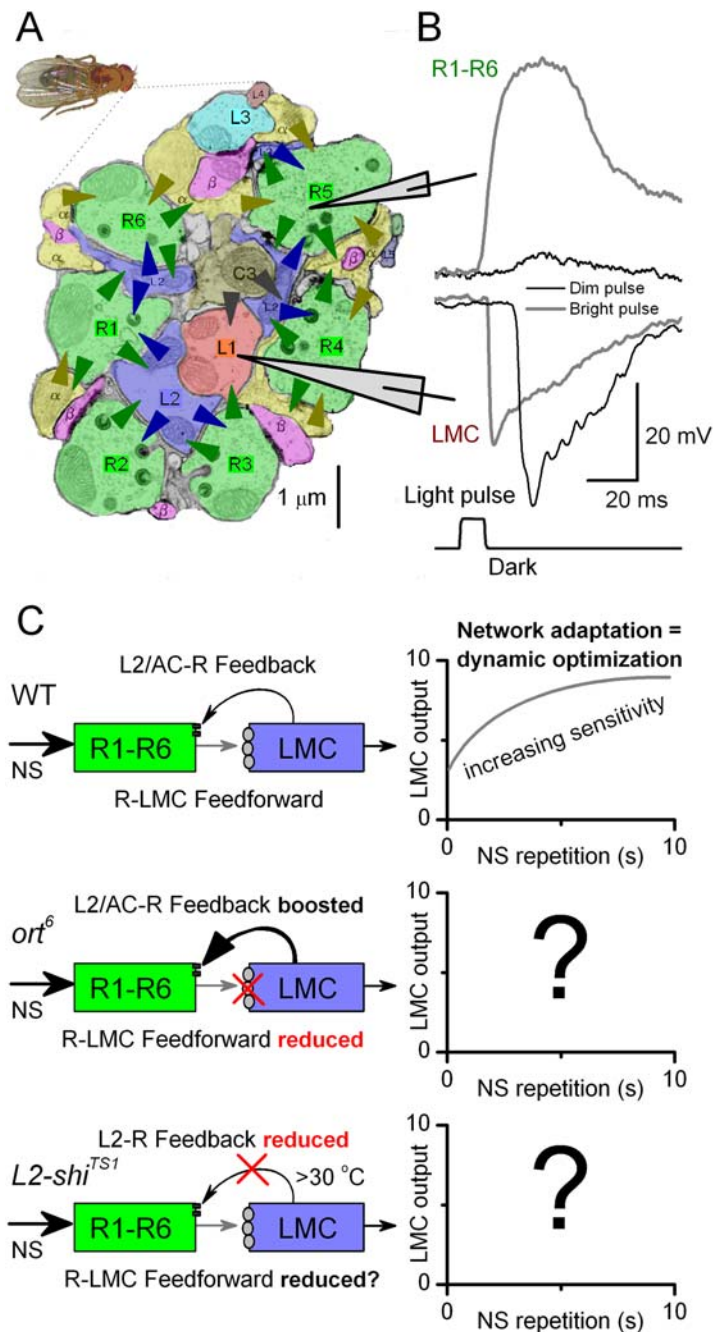 A
L4
L3
α
β
L2
R5
R6
α
α
β
α
β
α
L2
C3
L2
R1
L1
R4
α
L2
β
β
R2
R3
β
1 μm
B
R1-R6
Dim pulse
Bright pulse
LMC
20 mV
20 ms
Light pulse
Dark
C
WT
L2/AC-R Feedback
NS
R1-R6
LMC
R-LMC Feedforward
Network adaptation =
dynamic optimization
LMC output
10
5
0
increasing sensitivity
0
10
NS repetition (s)
ort⁶
L2/AC-R Feedback boosted
NS
R1-R6
LMC
R-LMC Feedforward reduced
LMC output
10
5
0
?
0
10
NS repetition (s)
L2-shiᵀˢ¹
L2-R Feedback reduced
>30 °C
NS
R1-R6
LMC
R-LMC Feedforward reduced?
LMC output
10
5
0
?
0
10
NS repetition (s)